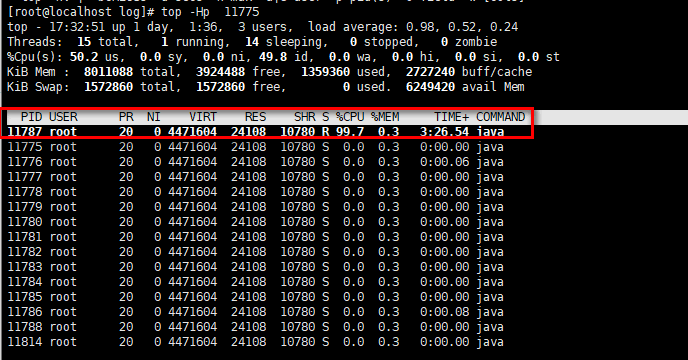 [root@localhost log]# top -Hp  11775
top - 17:32:51 up 1 day,  1:36,  3 users,  load average: 0.98, 0.52, 0.24
Threads:  15 total,   1 running,  14 sleeping,   0 stopped,   0 zombie
%Cpu(s): 50.2 us,  0.0 sy,  0.0 ni, 49.8 id,  0.0 wa,  0.0 hi,  0.0 si,  0.0 st
KiB Mem :  8011088 total,  3924488 free,  1359360 used,  2727240 buff/cache
KiB Swap:  1572860 total,  1572860 free,        0 used.  6249420 avail Mem
  PID USER      PR  NI    VIRT    RES    SHR S %CPU %MEM     TIME+ COMMAND
11787 root      20   0 4471604  24108  10780 R 99.7  0.3   3:26.54 java
11775 root      20   0 4471604  24108  10780 S  0.0  0.3   0:00.00 java
11776 root      20   0 4471604  24108  10780 S  0.0  0.3   0:00.06 java
11777 root      20   0 4471604  24108  10780 S  0.0  0.3   0:00.00 java
11778 root      20   0 4471604  24108  10780 S  0.0  0.3   0:00.00 java
11779 root      20   0 4471604  24108  10780 S  0.0  0.3   0:00.00 java
11780 root      20   0 4471604  24108  10780 S  0.0  0.3   0:00.00 java
11781 root      20   0 4471604  24108  10780 S  0.0  0.3   0:00.00 java
11782 root      20   0 4471604  24108  10780 S  0.0  0.3   0:00.00 java
11783 root      20   0 4471604  24108  10780 S  0.0  0.3   0:00.00 java
11784 root      20   0 4471604  24108  10780 S  0.0  0.3   0:00.00 java
11785 root      20   0 4471604  24108  10780 S  0.0  0.3   0:00.00 java
11786 root      20   0 4471604  24108  10780 S  0.0  0.3   0:00.08 java
11788 root      20   0 4471604  24108  10780 S  0.0  0.3   0:00.00 java
11814 root      20   0 4471604  24108  10780 S  0.0  0.3   0:00.00 java